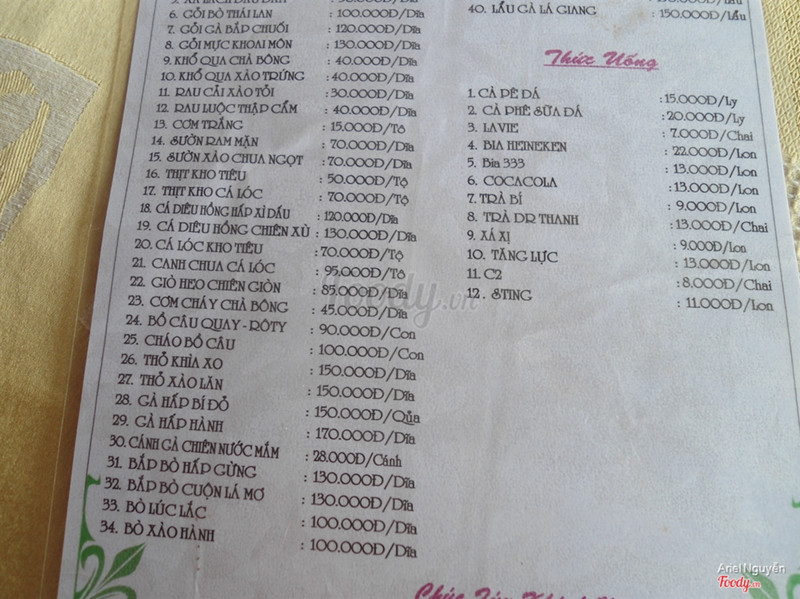 6. GỎI BÒ THÁI LAN : 100.000Đ/Dĩa
7. GỎI GÀ BẮP CHUỐI : 120.000Đ/Dĩa
8. GỎI MỰC KHOAI MÔN : 130.000Đ/Dĩa
9. KHỔ QUA CHÀ BÔNG : 40.000Đ/Dĩa
10. KHỔ QUA XÀO TRỨNG : 40.000Đ/Dĩa
11. RAU CẢI XÀO TỎI : 30.000Đ/Dĩa
12. RAU LUỘC THẬP CẨM : 40.000Đ/Dĩa
13. CƠM TRẮNG : 15.000Đ/Tô
14. SƯỜN RAM MẶN : 70.000Đ/Dĩa
15. SƯỜN XÀO CHUA NGỌT : 70.000Đ/Dĩa
16. THỊT KHO TIÊU : 50.000Đ/Tộ
17. THỊT KHO CÁ LÓC : 70.000Đ/Tộ
18. CÁ DIÊU HỒNG HẤP XÌ DẦU : 120.000Đ/Dĩa
19. CÁ DIÊU HỒNG CHIÊN XÙ : 130.000Đ/Dĩa
20. CÁ LÓC KHO TIÊU : 70.000Đ/Tộ
21. CANH CHUA CÁ LÓC : 95.000Đ/Tô
22. GIÒ HEO CHIÊN GIÒN : 85.000Đ/Dĩa
23. CƠM CHÁY CHÀ BÔNG : 45.000Đ/Dĩa
24. BỒ CÂU QUAY - RÔTY : 90.000Đ/Con
25. CHÁO BỒ CÂU : 100.000Đ/Con
26. THỎ KHÌA XO : 150.000Đ/Dĩa
27. THỎ XÀO LĂN : 150.000Đ/Dĩa
28. GÀ HẤP BÍ ĐỎ : 150.000Đ/Qủa
29. GÀ HẤP HÀNH : 170.000Đ/Dĩa
30. CÁNH GÀ CHIÊN NƯỚC MẮM : 28.000Đ/Cánh
31. BẮP BÒ HẤP GỪNG : 130.000Đ/Dĩa
32. BẮP BÒ CUỘN LÁ MƠ : 130.000Đ/Dĩa
33. BÒ LÚC LẮC : 100.000Đ/Dĩa
34. BÒ XÀO HÀNH : 100.000Đ/Dĩa
40. LẨU GÀ LÁ GIANG : 150.000Đ/Lẩu
Thức Uống
1. CÀ PÊ ĐÁ : 15.000Đ/Ly
2. CÀ PHÊ SỮA ĐÁ : 20.000Đ/Ly
3. LAVIE : 7.000Đ/Chai
4. BIA HEINEKEN : 22.000Đ/Lon
5. Bia 333 : 13.000Đ/Lon
6. COCACOLA : 13.000Đ/Lon
7. TRÀ BÍ : 9.000Đ/Lon
8. TRÀ DR THANH : 13.000Đ/Chai
9. XÁ XỊ : 9.000Đ/Lon
10. TĂNG LỰC : 13.000Đ/Lon
11. C2 : 8.000Đ/Chai
12. STING : 11.000Đ/Lon
Foody.vn
Ariel Nguyễn
Foody.vn